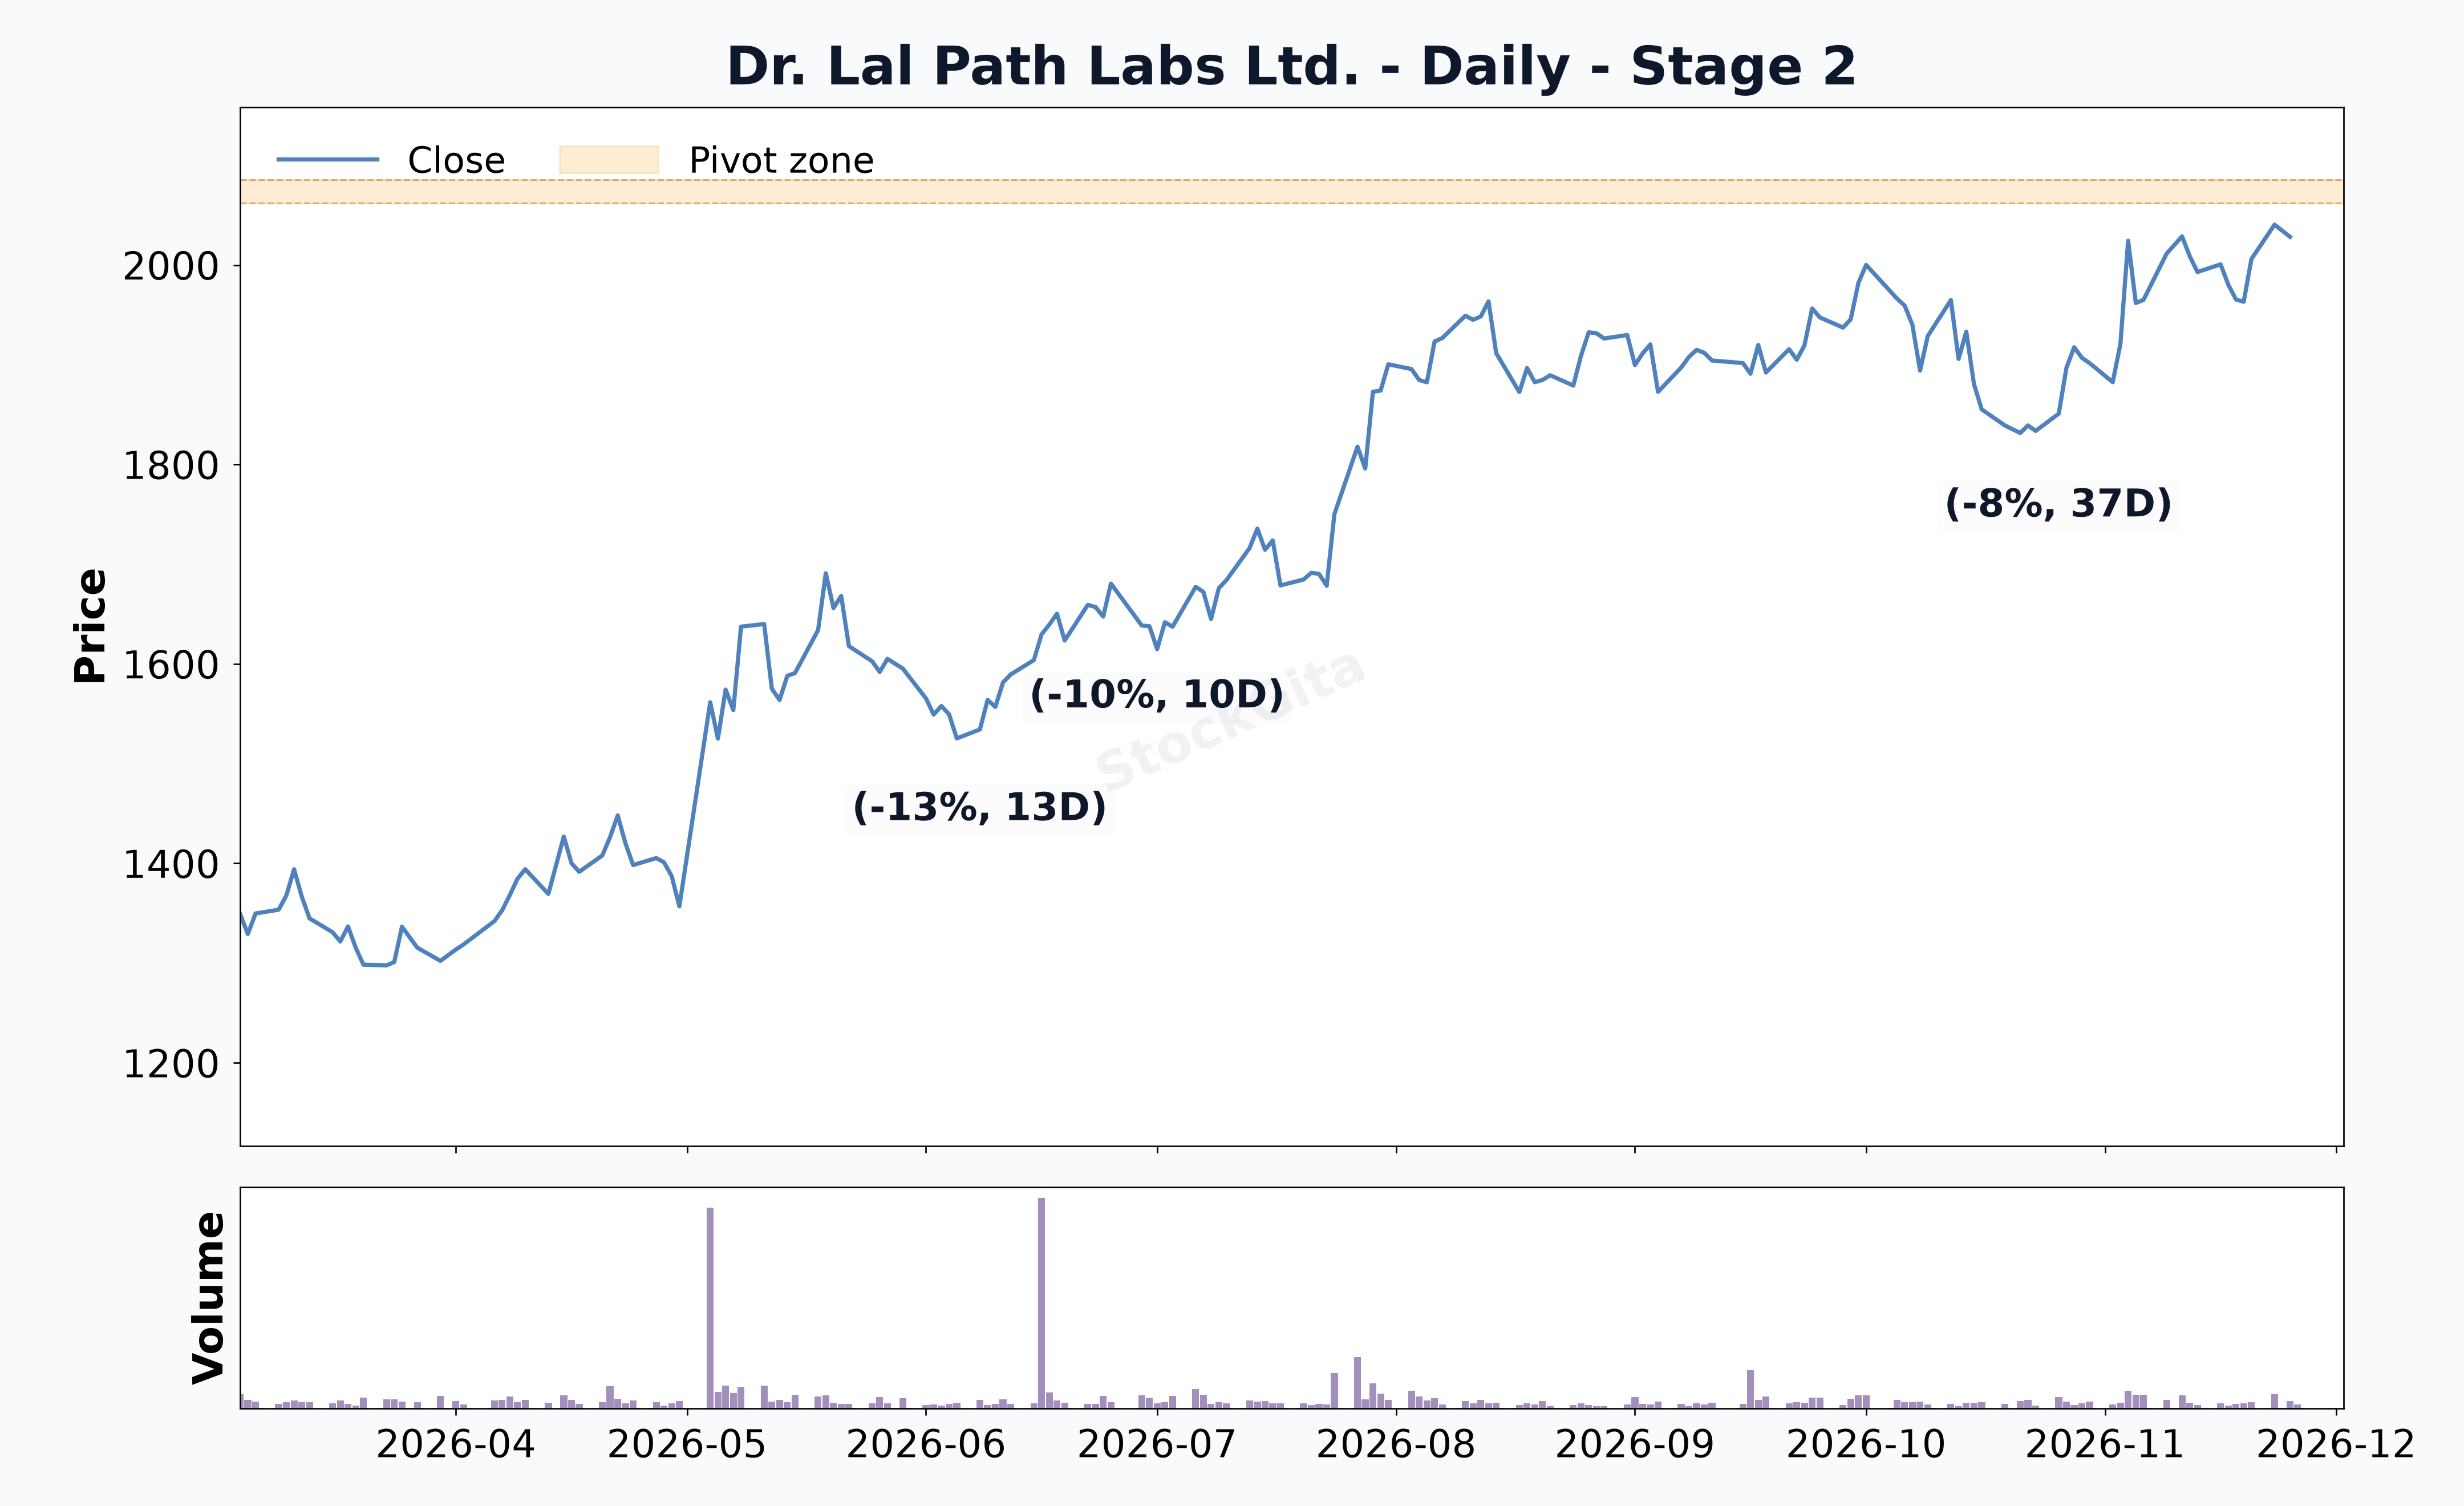 Dr. Lal Path Labs Ltd. - Daily - Stage 2
Close
Pivot zone
2000
1800
1600
1400
1200
Price
(-8%, 37D)
(-10%, 10D)
(-13%, 13D)
StockGita
Volume
2026-04
2026-05
2026-06
2026-07
2026-08
2026-09
2026-10
2026-11
2026-12